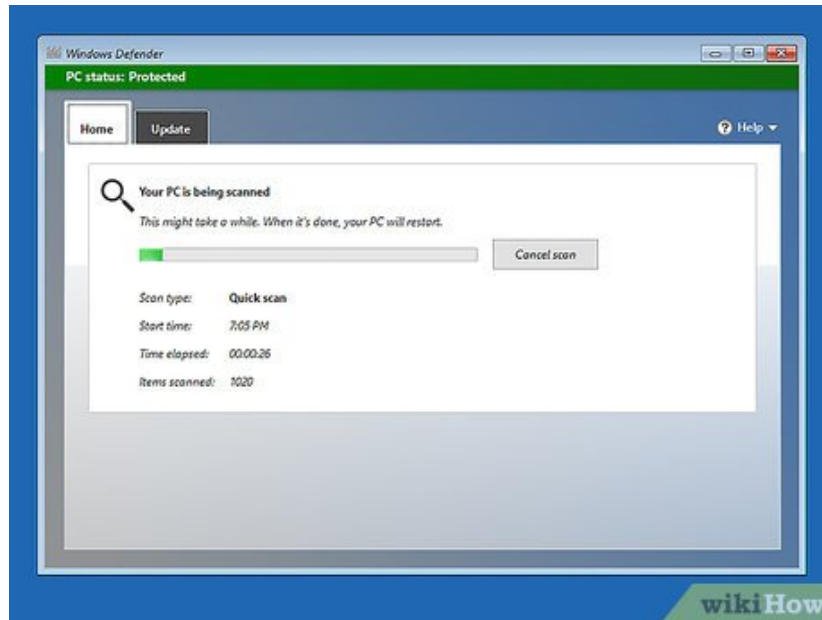 Windows Defender
PC status: Protected
Home
Update
Help
Your PC is being scanned
This might take a while. When it's done, your PC will restart.
Cancel scan
Scan type: Quick scan
Start time: 7:05 PM
Time elapsed: 00:00:26
Items scanned: 1020
wikiHow